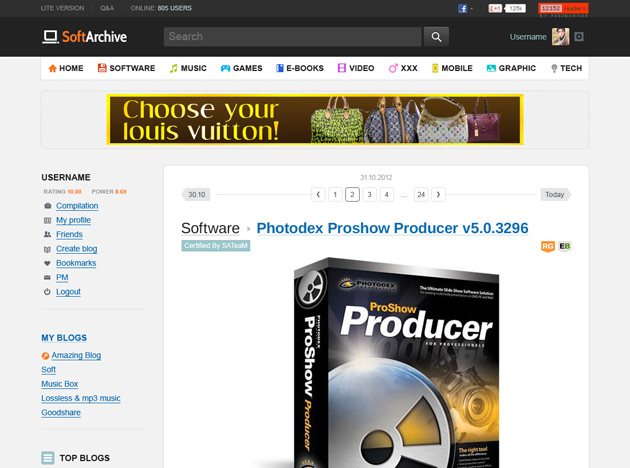 LITE VERSION Q&A ONLINE: 805 USERS
+1 125k
12152 readers
BY FEEDBURNER
SoftArchive
Search
Username
HOME SOFTWARE MUSIC GAMES E-BOOKS VIDEO XXX MOBILE GRAPHIC TECH
Choose your
louis vuitton!
USERNAME
RATING 10.00 POWER 8.69
Compilation
My profile
Friends
Create blog
Bookmarks
PM
Logout
MY BLOGS
Amazing Blog
Soft
Music Box
Lossless & mp3 music
Goodshare
TOP BLOGS
31.10.2012
30.10 1 2 3 4 ... 24 Today
Software Photodex Proshow Producer v5.0.3296
Certified By SATeaM
RG EB
PHOTODEX
The Ultimate Slide Show Software Solution
ProShow
Producer
FOR PROFESSIONALS
PHOTODEX
ProShow Producer
The right tool